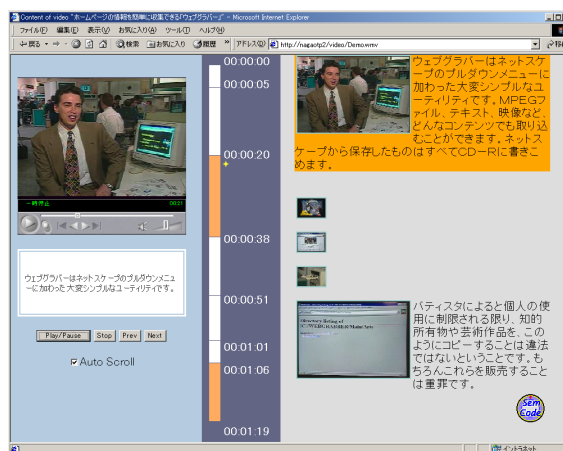 Content of video "ホームページの情報を簡単に収集できる「ウェブグラバー」" - Microsoft Internet Explorer
ファイル(F) 編集(E) 表示(V) お気に入り(A) ツール(T) ヘルプ(H)
戻る 検索 お気に入り 履歴 » アドレス(D) http://nagaotp2/video/Demo.wmv 移
00:00:00
00:00:05
00:00:20
00:00:38
00:00:51
00:01:01
00:01:06
00:01:19
一時停止 00:21
ウェブグラバーはネットスケープのプルダウンメニュ
ーに加わった大変シンプルなユーティリティです。
Play/Pause Stop Prev Next
Auto Scroll
ウェブグラバーはネットスケ
ープのプルダウンメニューに
加わった大変シンプルなユ
ーティリティです。MPEGフ
ァイル、テキスト、映像など、
どんなコンテンツでも取り込
むことができます。ネットス
ケープから保存したものはすべてCD-Rに書きこ
めます。
Directory listing of
バティスタによると個人の使
用に制限される限り、知的
所有物や芸術作品を、この
ようにコピーすることは違法
ではないということです。も
ちろんこれらを販売すること
は重罪です。
Sem
Code
イントラネット